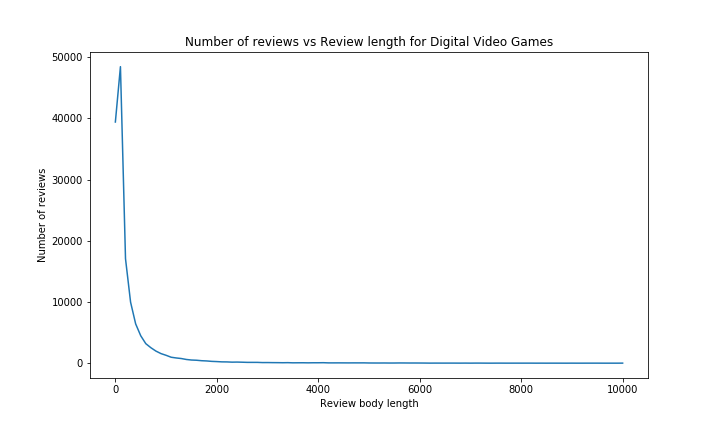 Number of reviews vs Review length for Digital Video Games
50000
40000
30000
20000
10000
0
Number of reviews
0 2000 4000 6000 8000 10000
Review body length